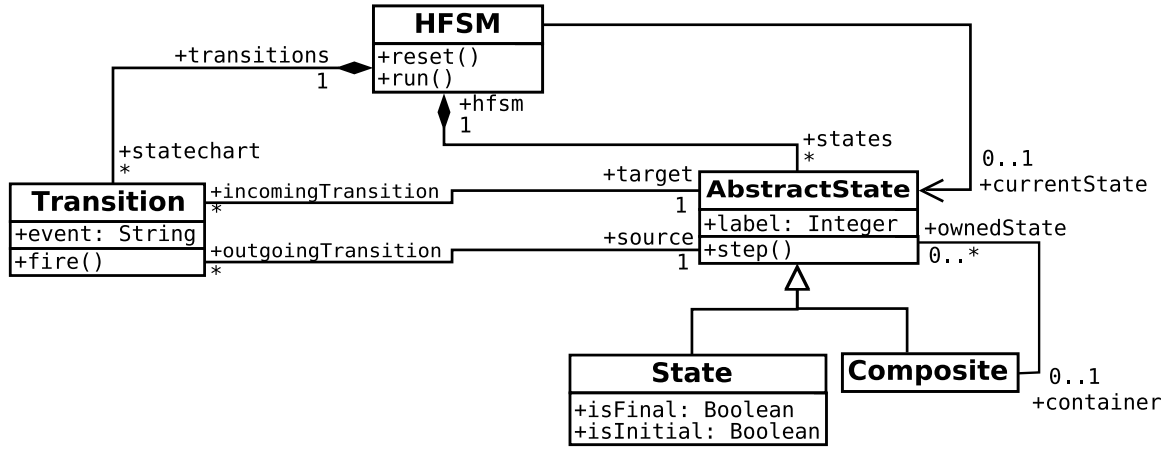 HFSM
+reset()
+run()
+transitions
1
+hfsm
1
+statechart
*
+states
*
0..1
+currentState
Transition
+event: String
+fire()
+incomingTransition
*
+target
1
+outgoingTransition
*
+source
1
AbstractState
+label: Integer
+step()
+ownedState
0..*
State
+isFinal: Boolean
+isInitial: Boolean
Composite
0..1
+container